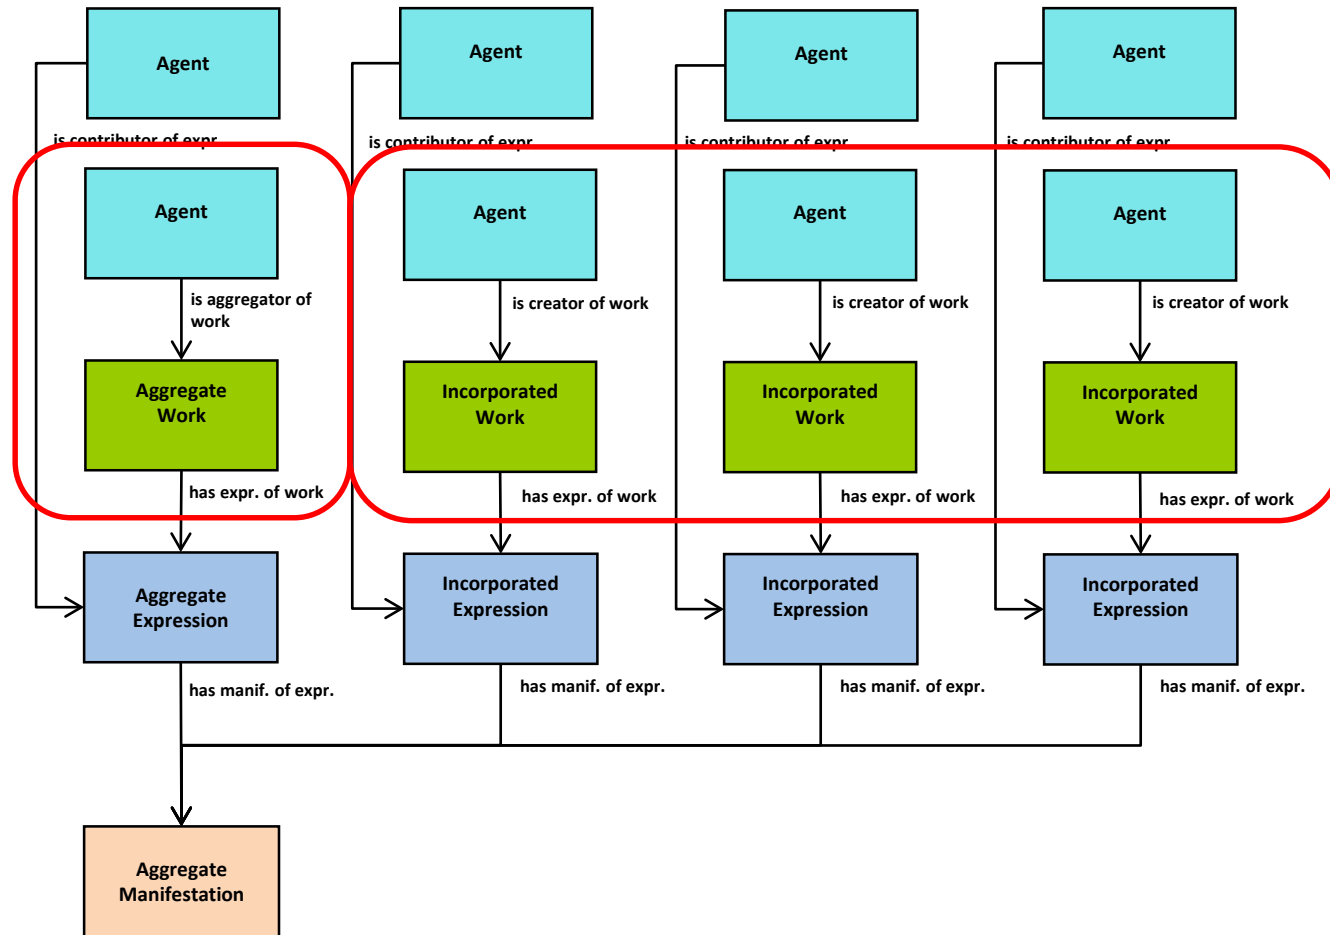 Agent
Agent
Agent
Agent
is contributor of expr
is contributor of expr
is contributor of expr
is contributor of expr
Agent
Agent
Agent
Agent
is aggregator of
work
is creator of work
is creator of work
is creator of work
Aggregate
Work
Incorporated
Work
Incorporated
Work
Incorporated
Work
has expr. of work
has expr. of work
has expr. of work
has expr. of work
Aggregate
Expression
Incorporated
Expression
Incorporated
Expression
Incorporated
Expression
has manif. of expr.
has manif. of expr.
has manif. of expr.
has manif. of expr.
Aggregate
Manifestation